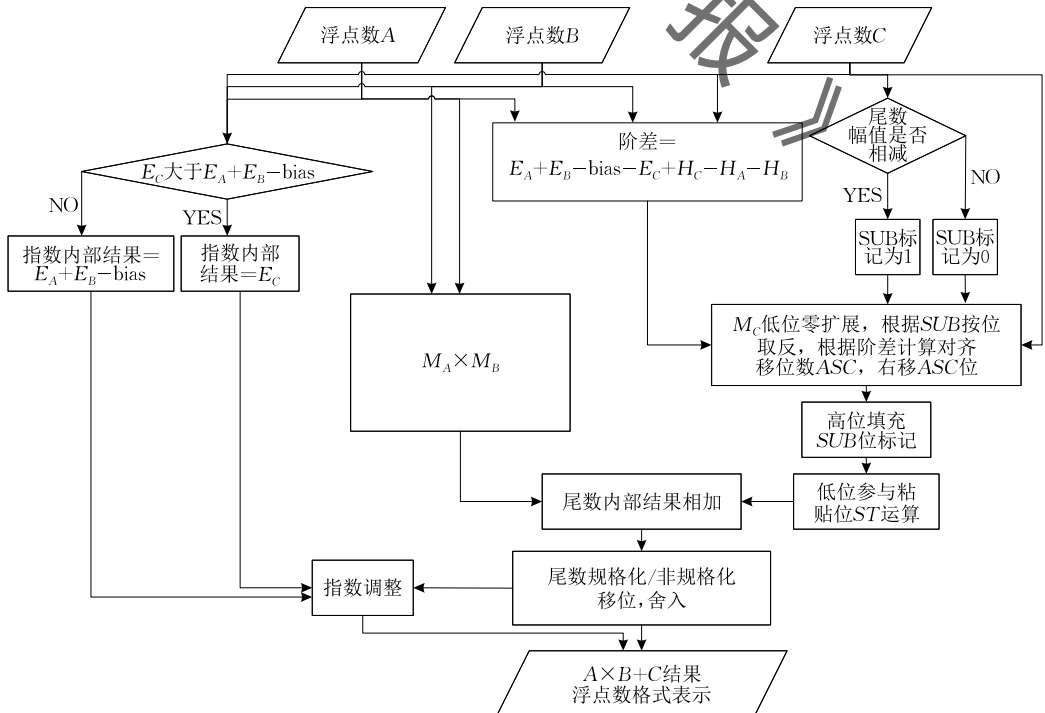 浮点数A
浮点数B
浮点数C
报
》
尾数
幅值是否
相减
阶差=
E_A+E_B−bias−E_C+H_C−H_A−H_B
E_C大于E_A+E_B−bias
NO
YES
YES
NO
指数内部结果=
E_A+E_B−bias
指数内部
结果=E_C
SUB标
记为1
SUB标
记为0
M_A×M_B
M_C低位零扩展，根据SUB按位
取反，根据阶差计算对齐
移位数ASC，右移ASC位
高位填充
SUB位标记
低位参与粘
贴位ST运算
尾数内部结果相加
指数调整
尾数规格化/非规格化
移位，舍入
A×B+C结果
浮点数格式表示